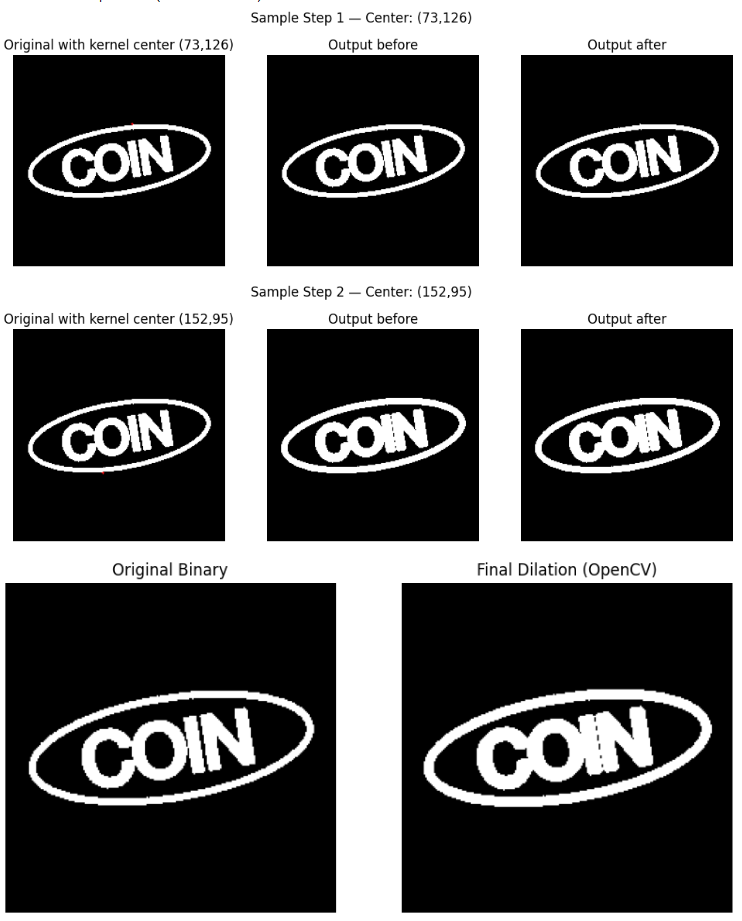 Sample Step 1 — Center: (73,126)
Original with kernel center (73,126)
Output before
Output after
COIN
COIN
COIN
Sample Step 2 — Center: (152,95)
Original with kernel center (152,95)
Output before
Output after
COIN
COIN
COIN
Original Binary
Final Dilation (OpenCV)
COIN
COIN